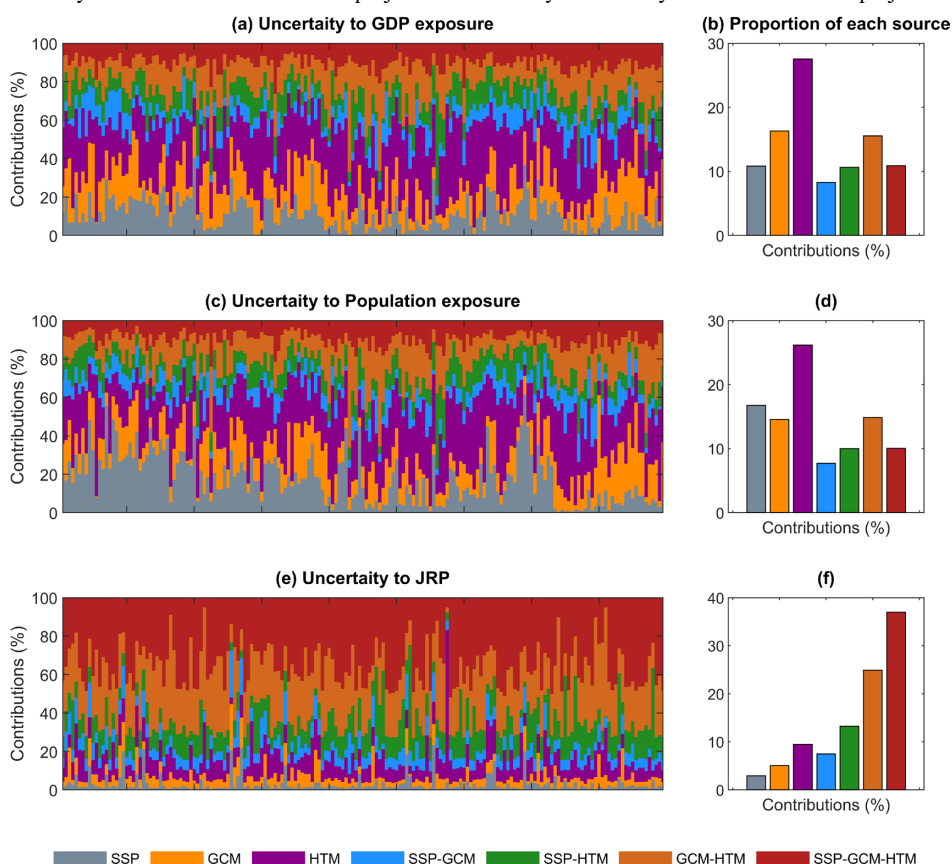 (a) Uncertaity to GDP exposure
(b) Proportion of each source
Contributions (%)
100
80
60
40
20
0
30
20
10
0
Contributions (%)
(c) Uncertaity to Population exposure
(d)
Contributions (%)
100
80
60
40
20
0
30
20
10
0
Contributions (%)
(e) Uncertaity to JRP
(f)
Contributions (%)
100
80
60
40
20
0
40
30
20
10
0
Contributions (%)
SSP GCM HTM SSP-GCM SSP-HTM GCM-HTM SSP-GCM-HTM